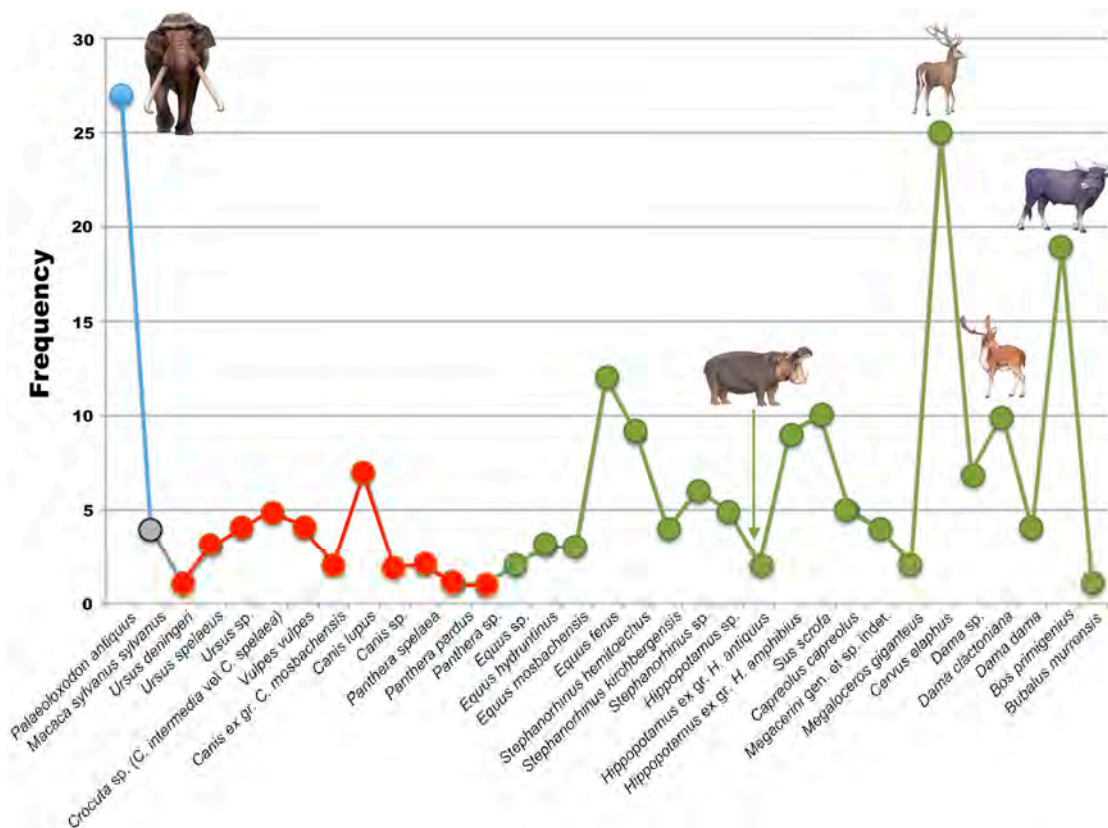 30
25
20
15
10
5
0
Frequency
Palaeoloxodon antiquus
Macaca sylvanus sylvanus
Ursus deningeri
Ursus spelaeus
Ursus sp.
Crocuta sp. (C. intermedia vel C. spelaea)
Vulpes vulpes
Canis ex gr. C. mosbachensis
Canis lupus
Canis sp.
Panthera spelaea
Panthera pardus
Panthera sp.
Equus sp.
Equus hydruntinus
Equus mosbachensis
Equus ferus
Stephanorhinus hemitoechus
Stephanorhinus kirchbergensis
Stephanorhinus sp
Hippopotamus sp.
Hippopotamus ex gr. H. antiquus
Hippopotamus ex gr. H. amphibius
Sus scrofa
Capreolus capreolus
Megacerini gen. et sp. indet.
Megaloceros giganteus
Cervus elaphus
Dama sp.
Dama clactoniana
Dama dama
Bos primigenius
Bubalus murrensis